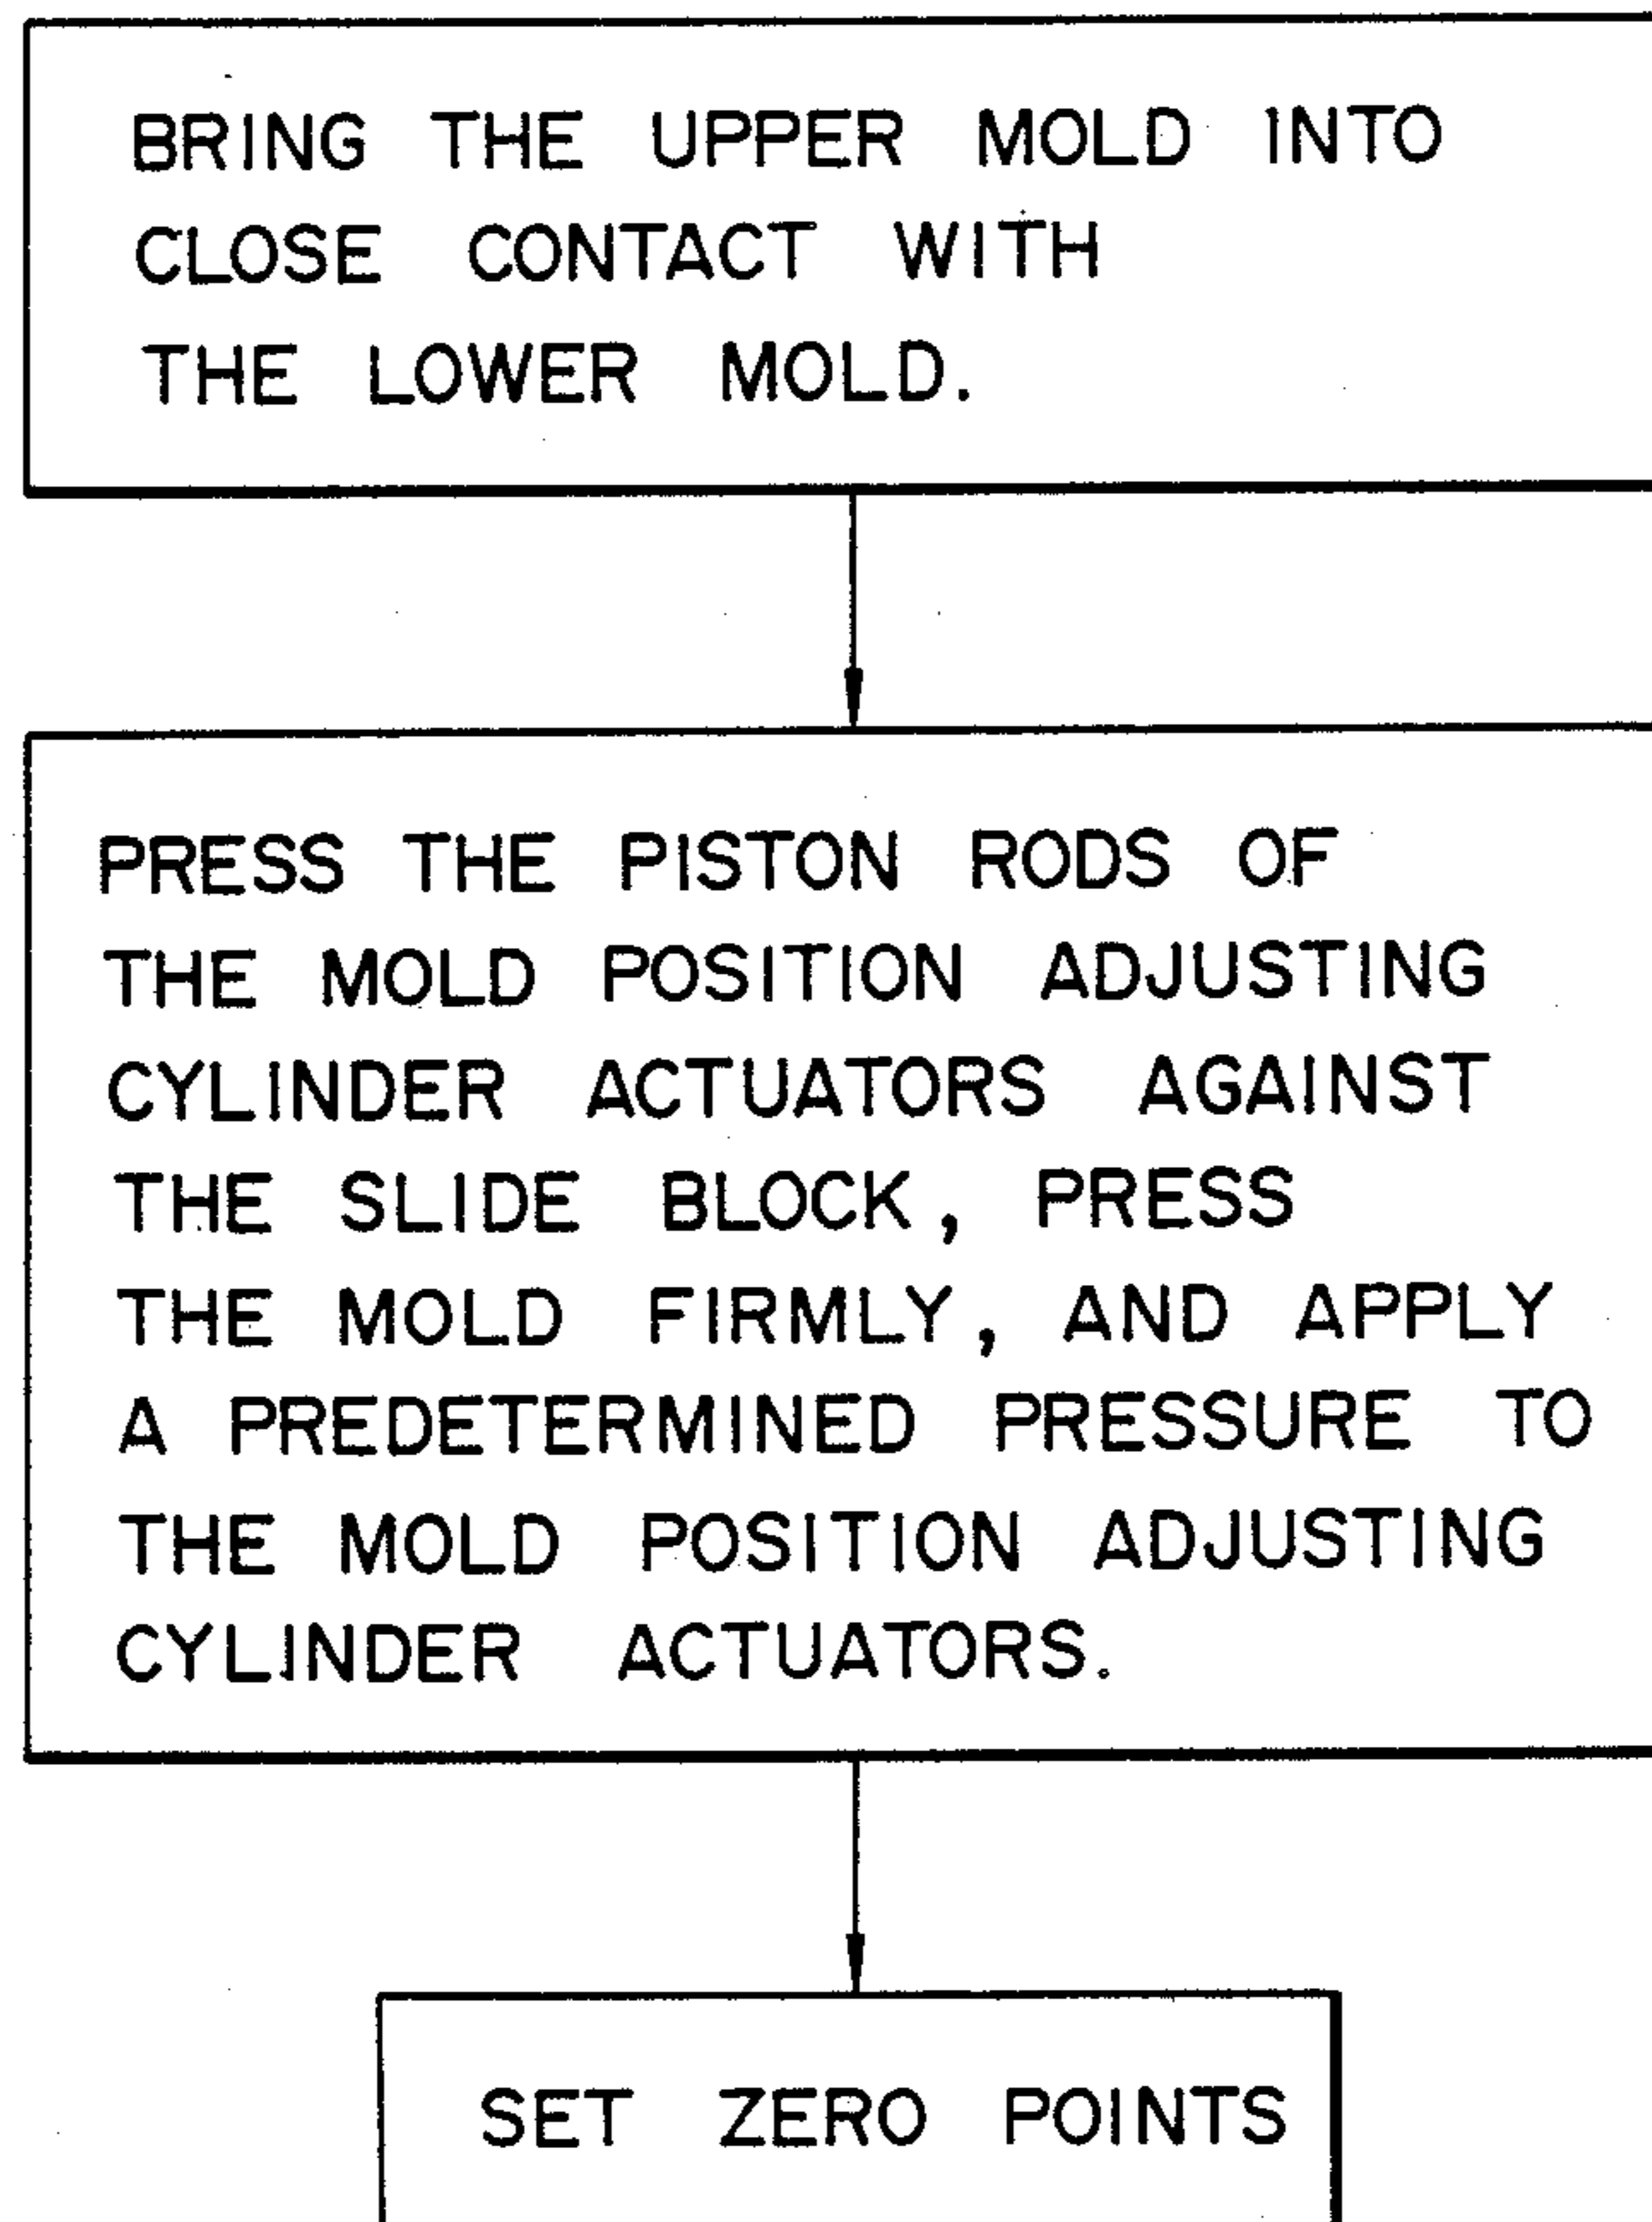 BRING THE UPPER MOLD INTO
CLOSE CONTACT WITH
THE LOWER MOLD.
PRESS THE PISTON RODS OF
THE MOLD POSITION ADJUSTING
CYLINDER ACTUATORS AGAINST
THE SLIDE BLOCK, PRESS
THE MOLD FIRMLY, AND APPLY
A PREDETERMINED PRESSURE TO
THE MOLD POSITION ADJUSTING
CYLINDER ACTUATORS.
SET ZERO POINTS